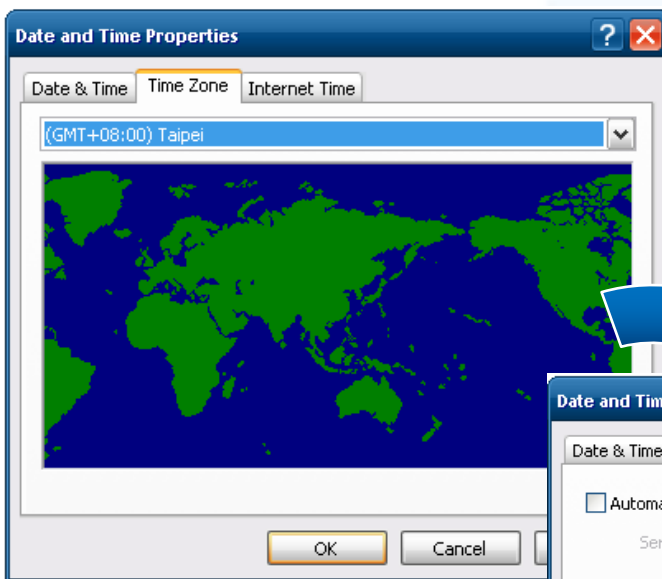 Date and Time Properties
Date & Time Time Zone Internet Time
(GMT+08:00) Taipei
OK Cancel
Date and Tim
Date & Time
Automa
Ser